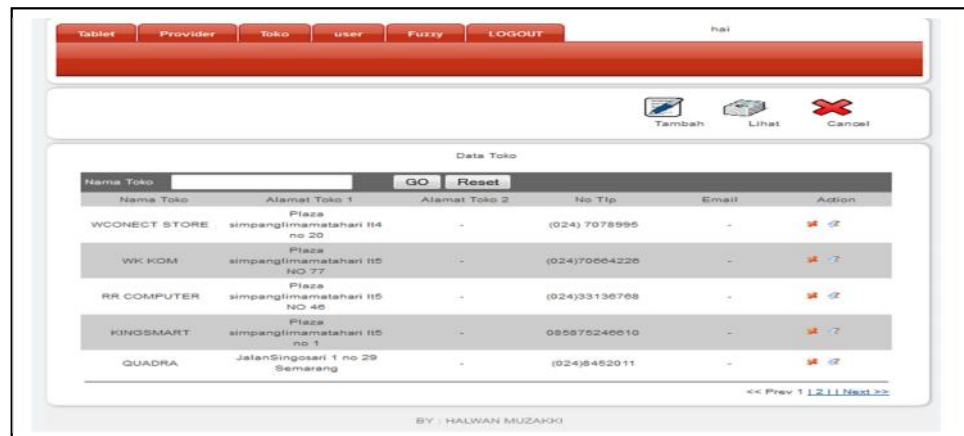 Tablet Provider Toko user Fuzzy LOGOUT hai
Tambah Lihat Cancel
Data Toko
Nama Toko GO Reset
Nama Toko Alamat Toko 1 Alamat Toko 2 No Tlp Email Action
WCONECT STORE Plaza simpanglimamatahari lt4 no 20 - (024) 7078995 -
WK KOM Plaza simpanglimamatahari lt5 NO 77 - (024)70664226 -
RR COMPUTER Plaza simpanglimamatahari lt5 NO 46 - (024)33136768 -
KINGSMART Plaza simpanglimamatahari lt5 no 1 - 085875246610 -
QUADRA JalanSingosari 1 no 29 Semarang - (024)8452011 -
<< Prev 1 | 2 | | Next >>
BY : HALWAN MUZAKKI